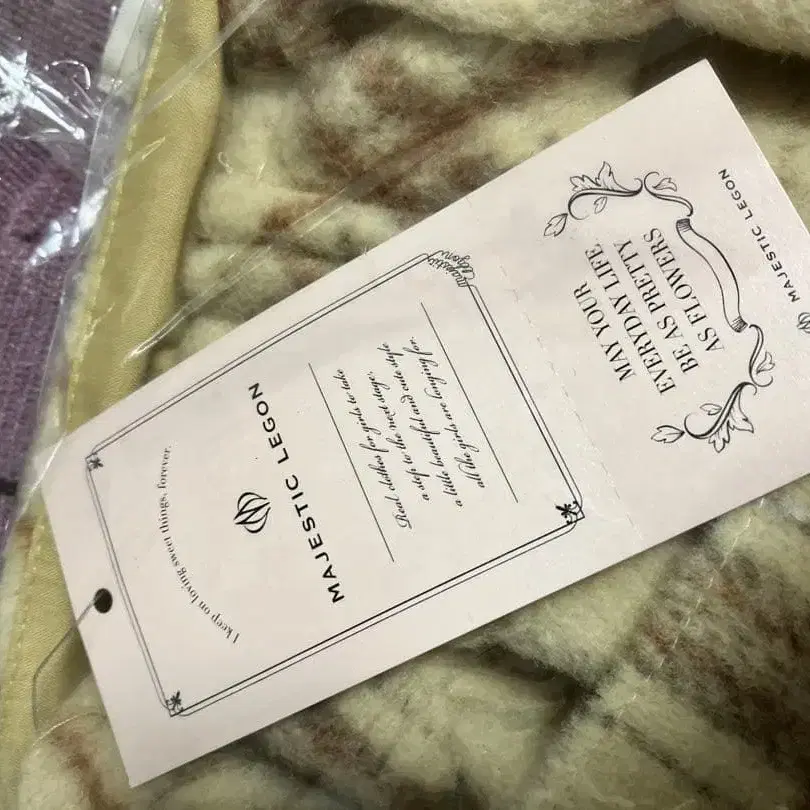 I keep on loving sweet things, forever.
MAJESTIC LEGON
Real clothes for girls to take
a step to the next stage.
a little beautiful and cute style
all the girls are longing for.
majestic
legon
MAY YOUR
EVERYDAY LIFE,
BE AS PRETTY
AS FLOWERS
MAJESTIC LEGON